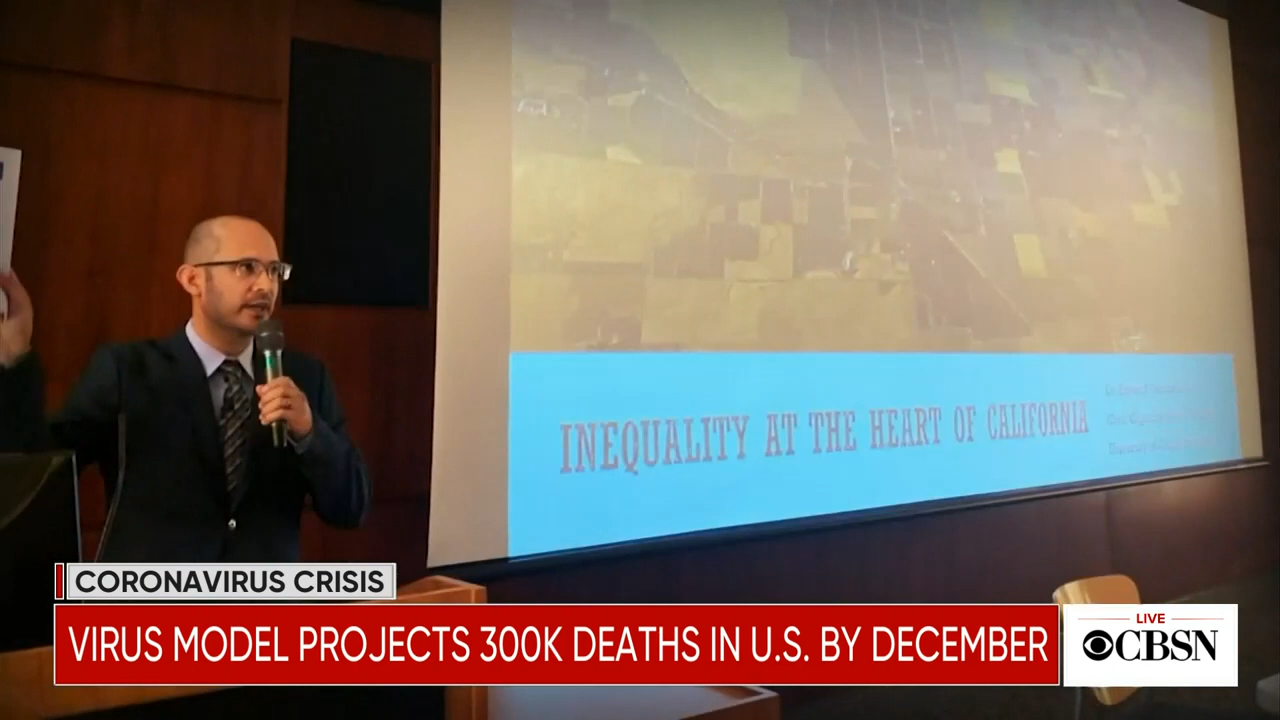 INEQUALITY AT THE HEART OF CALIFORNIA
CORONAVIRUS CRISIS
VIRUS MODEL PROJECTS 300K DEATHS IN U.S. BY DECEMBER
LIVE
CBSN